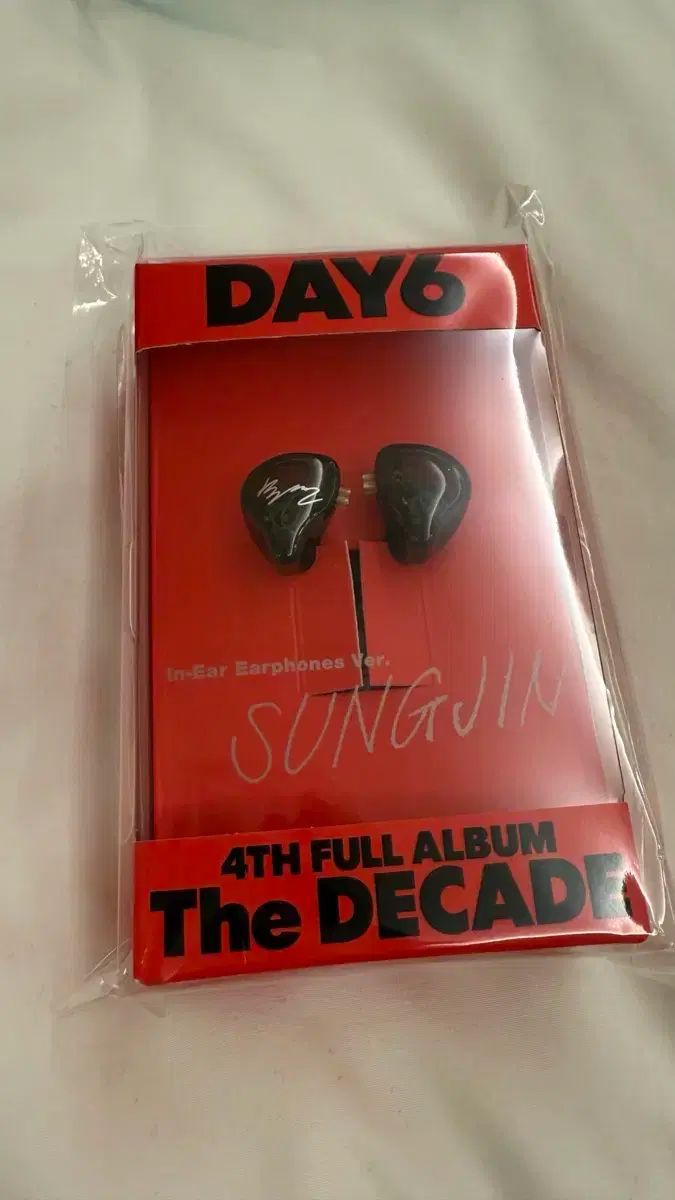 DAY6
In-Ear Earphones Ver.
SUNGJIN
4TH FULL ALBUM
The DECADE